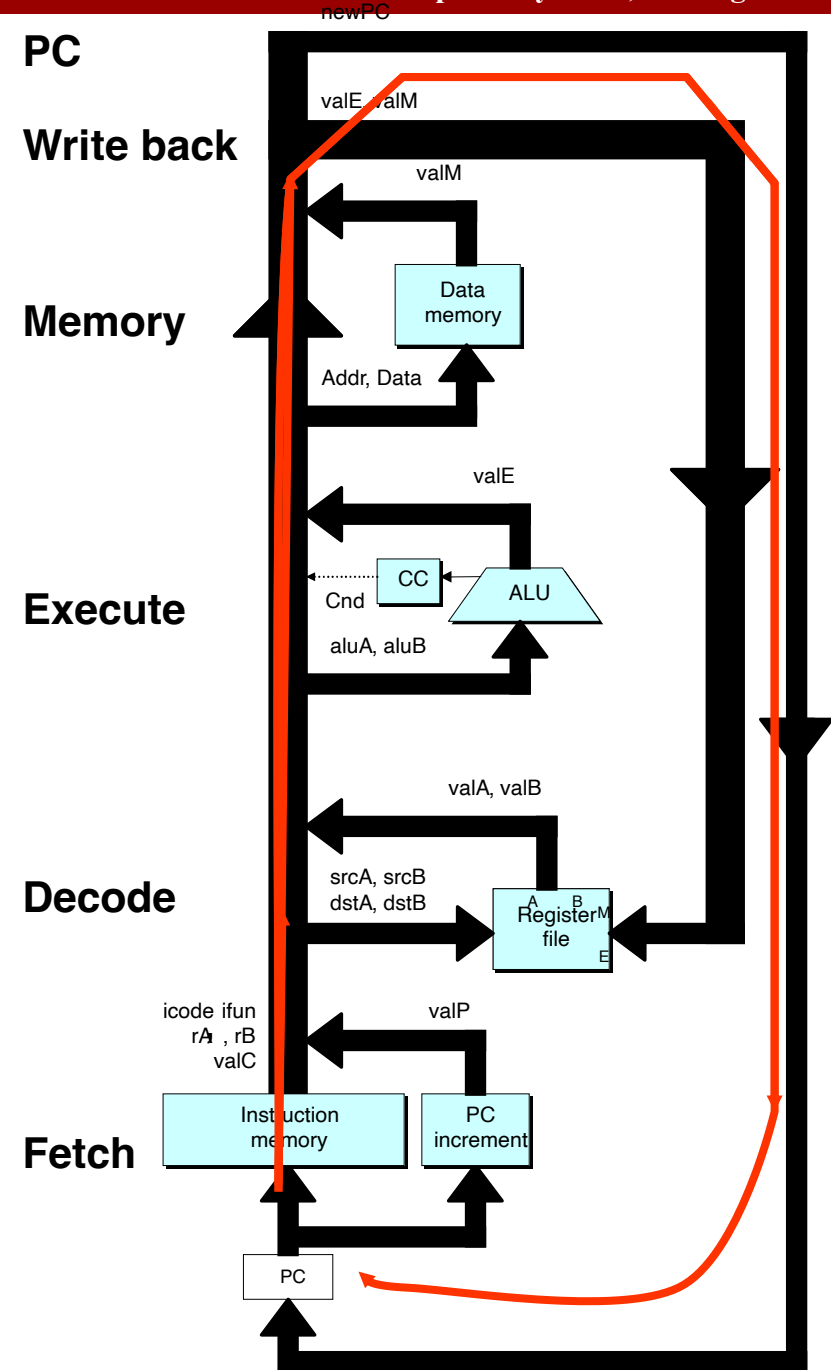 newPC
PC
valE, valM
Write back
valM
Data
memory
Memory
Addr, Data
valE
CC
ALU
Cnd
Execute
aluA, aluB
valA, valB
srcA, srcB
dstA, dstB
Decode
A B
Register M
file
E
icode ifun
, rB
valC
valP
Instruction
memory
PC
increment
Fetch
PC